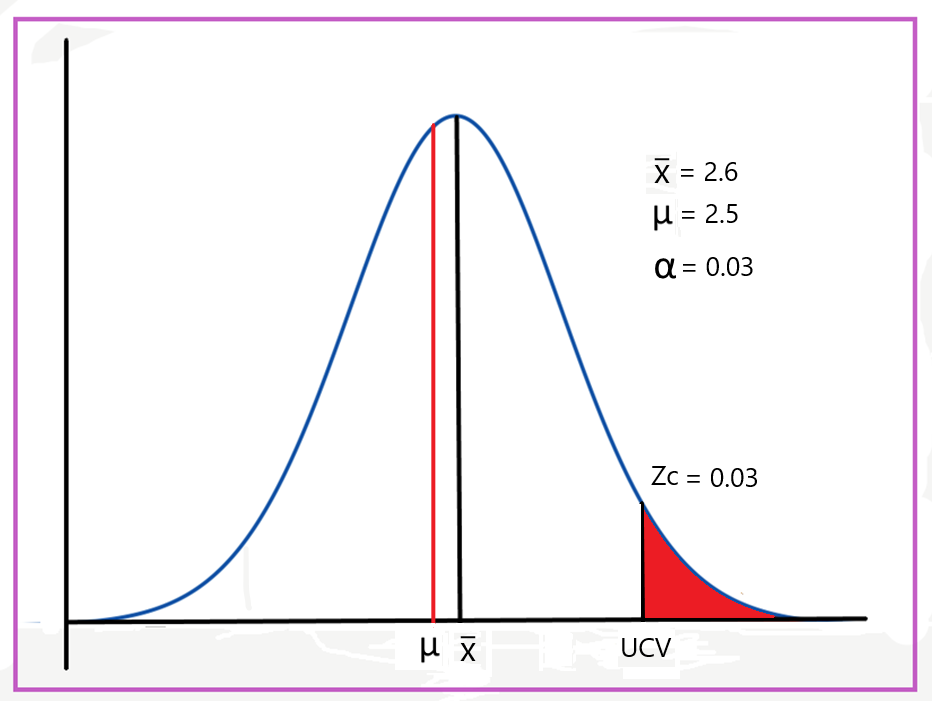 x̅ = 2.6
μ = 2.5
α = 0.03
Zc = 0.03
μ x̅ UCV